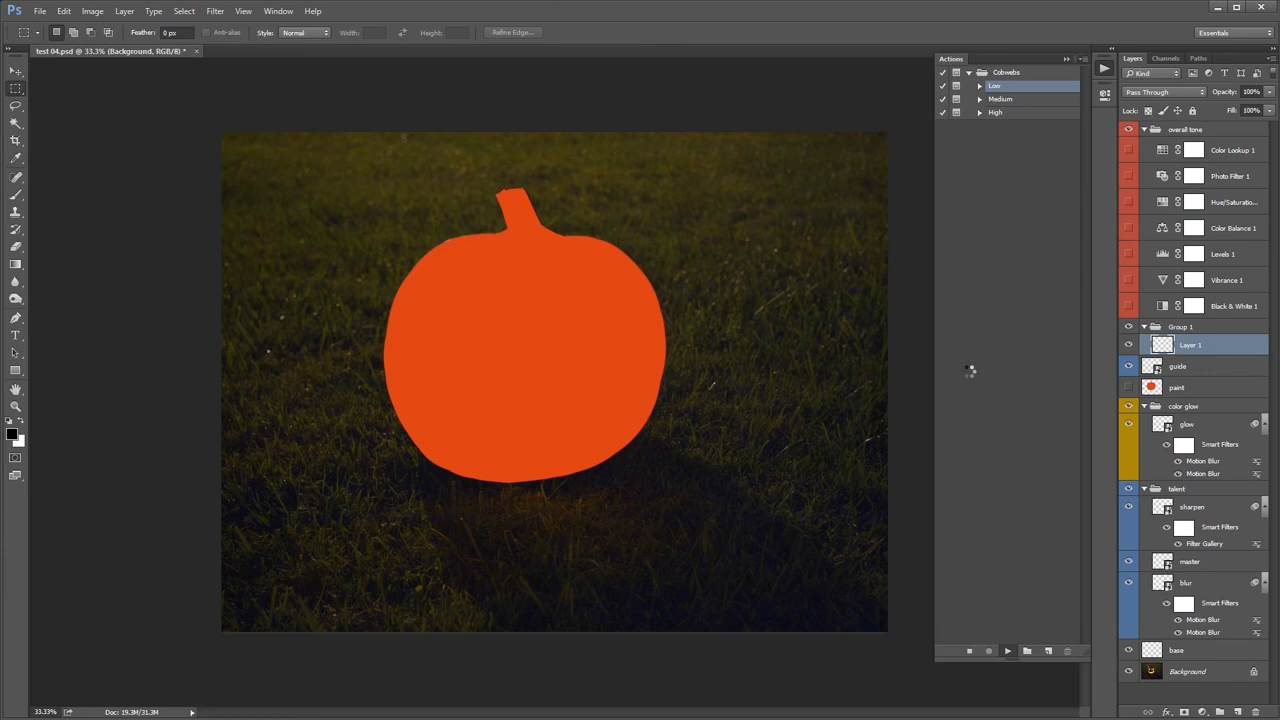 Ps File Edit Image Layer Type Select Filter View Window Help
Feather: 0 px Anti-alias Style: Normal Width: Height: Refine Edge... Essentials
test 04.psd @ 33.3% (Background, RGB/8) * ×
Actions
Cobwebs
Low
Medium
High
Layers Channels Paths
Kind
Pass Through Opacity: 100%
Lock: Fill: 100%
overall tone
Color Lookup 1
Photo Filter 1
Hue/Saturatio...
Color Balance 1
Levels 1
Vibrance 1
Black & White 1
Group 1
Layer 1
guide
paint
color glow
glow
Smart Filters
Motion Blur
Motion Blur
talent
sharpen
Smart Filters
Filter Gallery
master
blur
Smart Filters
Motion Blur
Motion Blur
base
Background
33.33% Doc: 19.3M/31.3M